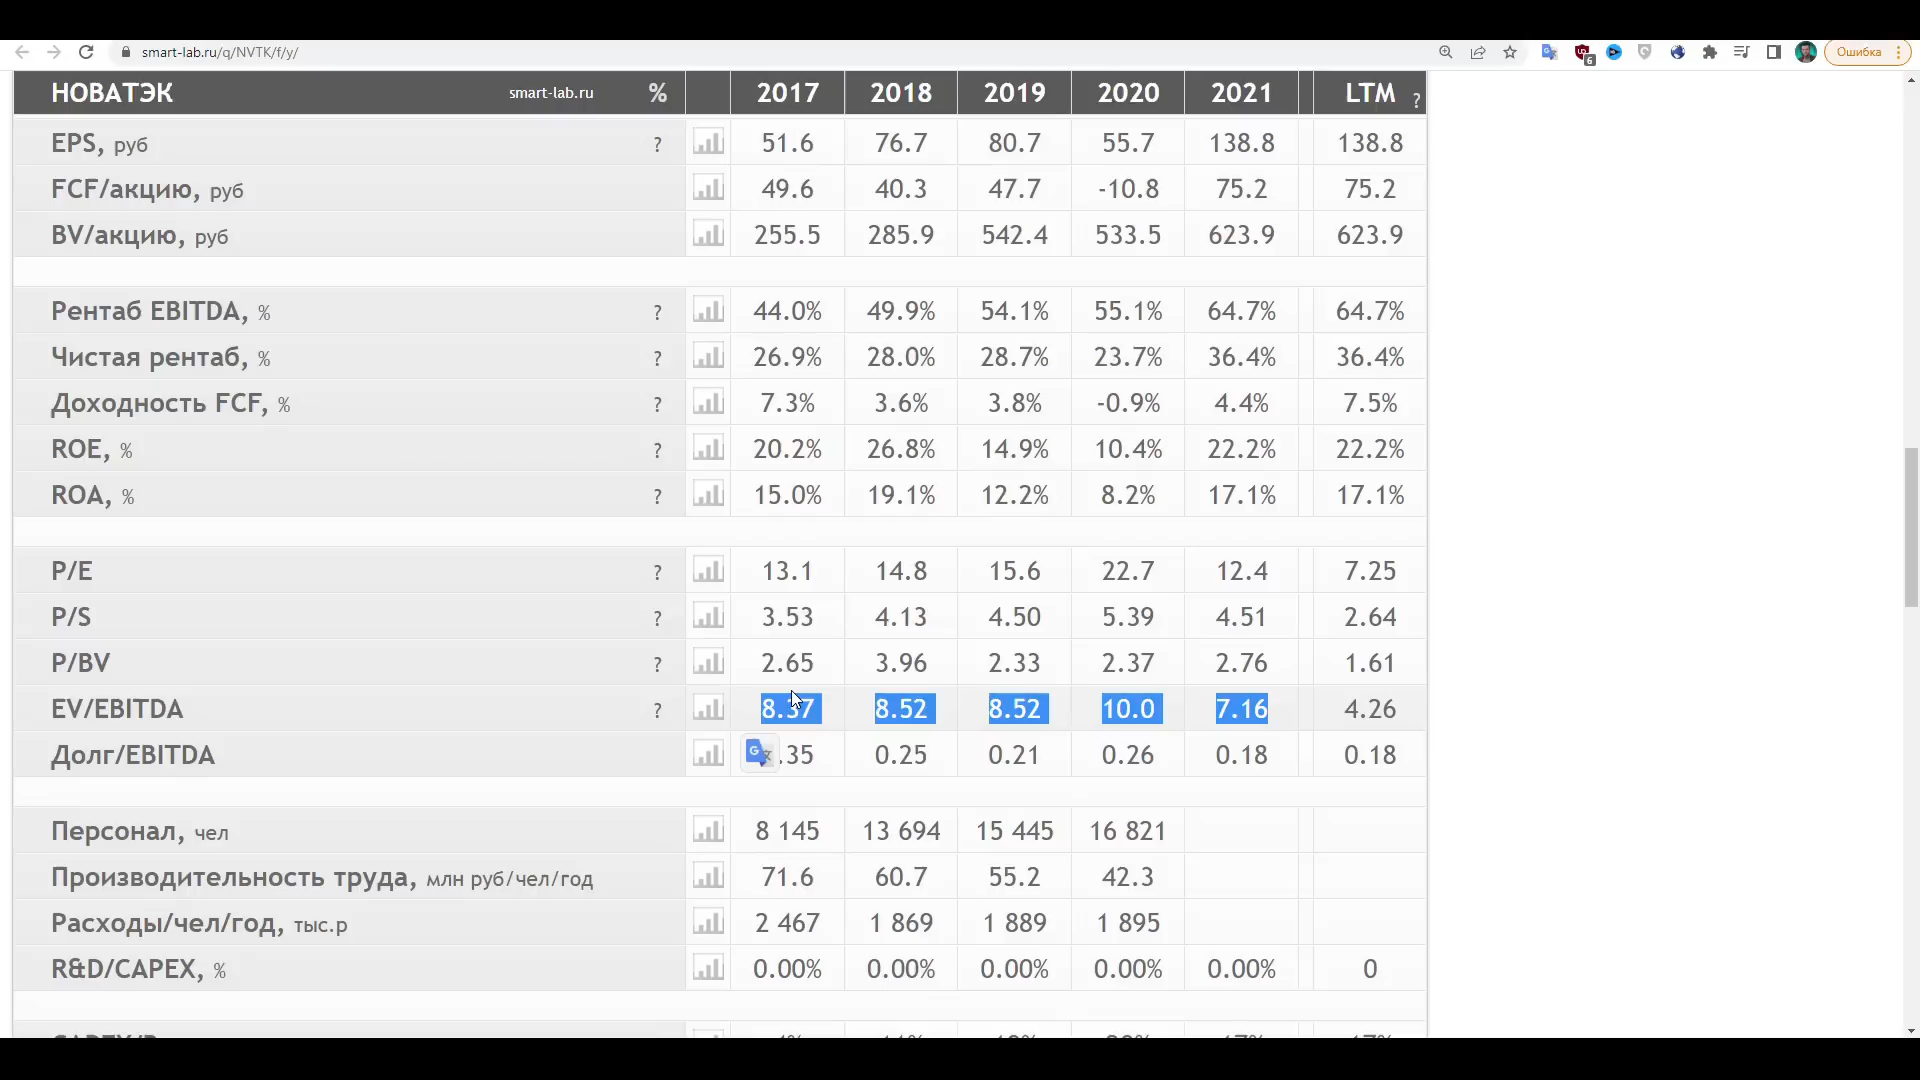 smart-lab.ru/q/NVTK/f/y/
6
Ошибка
НОВАТЭК smart-lab.ru % 2017 2018 2019 2020 2021 LTM ?
EPS, руб ? 51.6 76.7 80.7 55.7 138.8 138.8
FCF/акцию, руб 49.6 40.3 47.7 -10.8 75.2 75.2
BV/акцию, руб 255.5 285.9 542.4 533.5 623.9 623.9
Рентаб EBITDA, % ? 44.0% 49.9% 54.1% 55.1% 64.7% 64.7%
Чистая рентаб, % ? 26.9% 28.0% 28.7% 23.7% 36.4% 36.4%
Доходность FCF, % ? 7.3% 3.6% 3.8% -0.9% 4.4% 7.5%
ROE, % ? 20.2% 26.8% 14.9% 10.4% 22.2% 22.2%
ROA, % ? 15.0% 19.1% 12.2% 8.2% 17.1% 17.1%
P/E ? 13.1 14.8 15.6 22.7 12.4 7.25
P/S ? 3.53 4.13 4.50 5.39 4.51 2.64
P/BV ? 2.65 3.96 2.33 2.37 2.76 1.61
EV/EBITDA ? 8.37 8.52 8.52 10.0 7.16 4.26
Долг/EBITDA .35 0.25 0.21 0.26 0.18 0.18
Персонал, чел 8 145 13 694 15 445 16 821
Производительность труда, млн руб/чел/год 71.6 60.7 55.2 42.3
Расходы/чел/год, тыс.р 2 467 1 869 1 889 1 895
R&D/CAPEX, % 0.00% 0.00% 0.00% 0.00% 0.00% 0